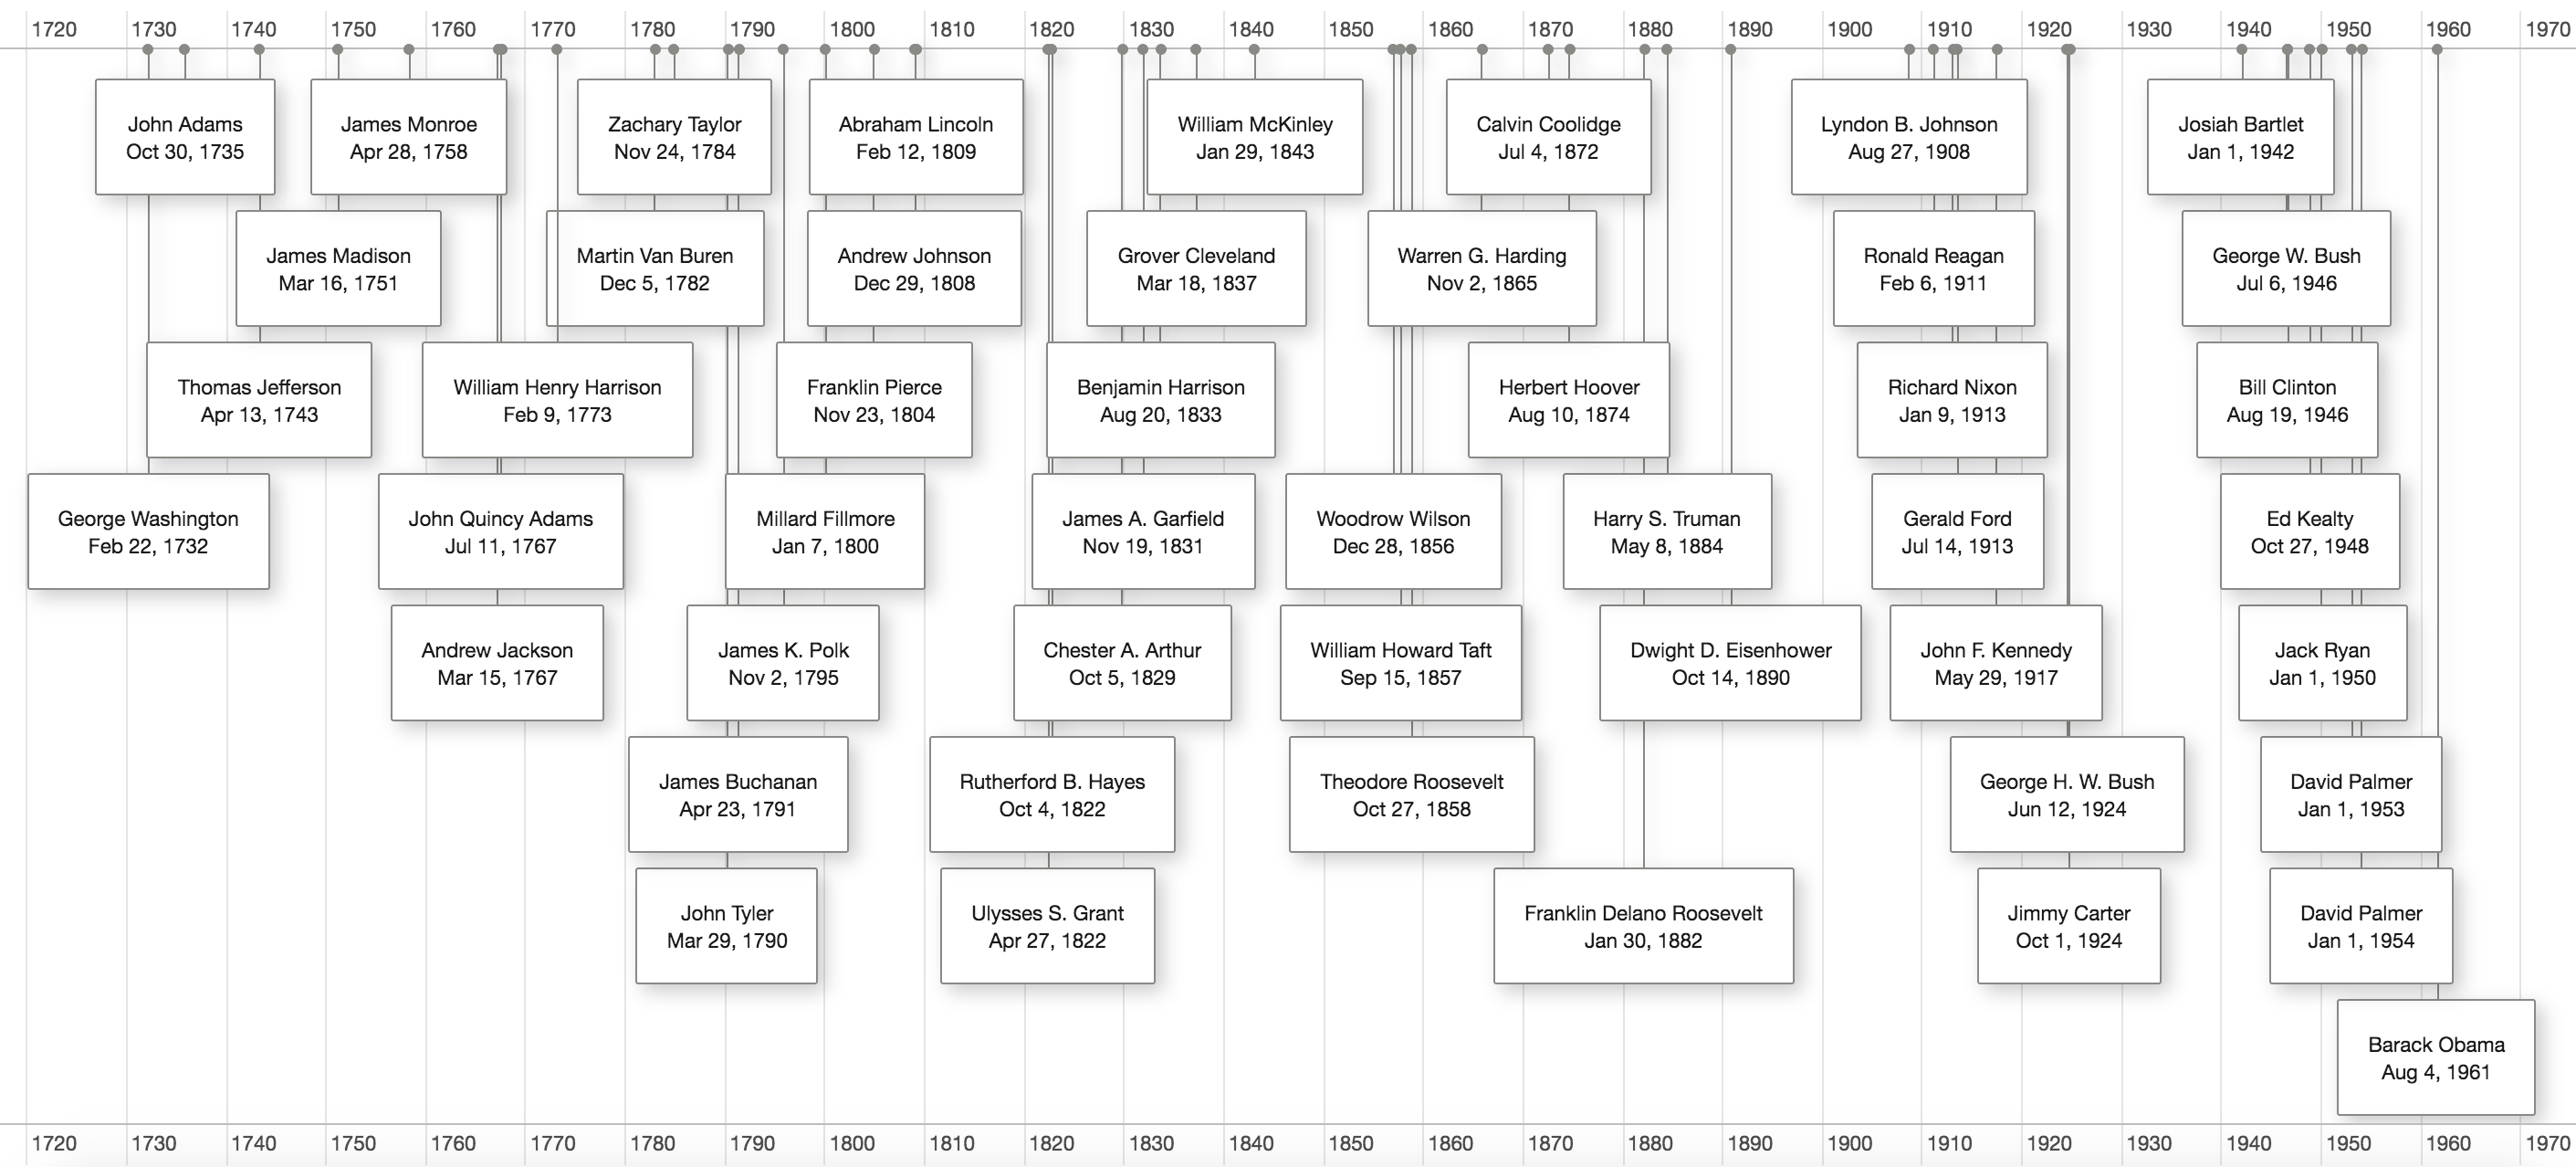 1720 1730 1740 1750 1760 1770 1780 1790 1800 1810 1820 1830 1840 1850 1860 1870 1880 1890 1900 1910 1920 1930 1940 1950 1960 1970
John Adams
Oct 30, 1735
James Monroe
Apr 28, 1758
Zachary Taylor
Nov 24, 1784
Abraham Lincoln
Feb 12, 1809
William McKinley
Jan 29, 1843
Calvin Coolidge
Jul 4, 1872
Lyndon B. Johnson
Aug 27, 1908
Josiah Bartlet
Jan 1, 1942
James Madison
Mar 16, 1751
Martin Van Buren
Dec 5, 1782
Andrew Johnson
Dec 29, 1808
Grover Cleveland
Mar 18, 1837
Warren G. Harding
Nov 2, 1865
Ronald Reagan
Feb 6, 1911
George W. Bush
Jul 6, 1946
Thomas Jefferson
Apr 13, 1743
William Henry Harrison
Feb 9, 1773
Franklin Pierce
Nov 23, 1804
Benjamin Harrison
Aug 20, 1833
Herbert Hoover
Aug 10, 1874
Richard Nixon
Jan 9, 1913
Bill Clinton
Aug 19, 1946
George Washington
Feb 22, 1732
John Quincy Adams
Jul 11, 1767
Millard Fillmore
Jan 7, 1800
James A. Garfield
Nov 19, 1831
Woodrow Wilson
Dec 28, 1856
Harry S. Truman
May 8, 1884
Gerald Ford
Jul 14, 1913
Ed Kealty
Oct 27, 1948
Andrew Jackson
Mar 15, 1767
James K. Polk
Nov 2, 1795
Chester A. Arthur
Oct 5, 1829
William Howard Taft
Sep 15, 1857
Dwight D. Eisenhower
Oct 14, 1890
John F. Kennedy
May 29, 1917
Jack Ryan
Jan 1, 1950
James Buchanan
Apr 23, 1791
Rutherford B. Hayes
Oct 4, 1822
Theodore Roosevelt
Oct 27, 1858
George H. W. Bush
Jun 12, 1924
David Palmer
Jan 1, 1953
John Tyler
Mar 29, 1790
Ulysses S. Grant
Apr 27, 1822
Franklin Delano Roosevelt
Jan 30, 1882
Jimmy Carter
Oct 1, 1924
David Palmer
Jan 1, 1954
Barack Obama
Aug 4, 1961
1720 1730 1740 1750 1760 1770 1780 1790 1800 1810 1820 1830 1840 1850 1860 1870 1880 1890 1900 1910 1920 1930 1940 1950 1960 1970